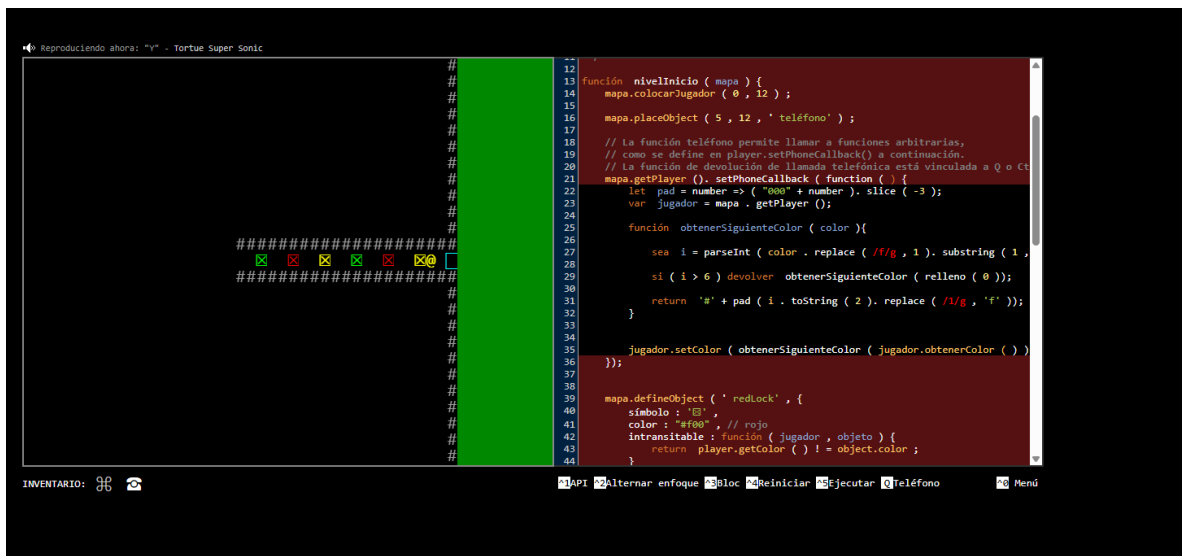 Reproduciendo ahora: "Y" - Tortue Super Sonic
#
#
#
#
#
#
#
#
#
#
#
#####################
☒ ☒ ☒ ☒ ☒ ☒@
#####################
#
#
#
#
#
#
#
#
#
#
#
12
13 función nivelInicio ( mapa ) {
14 mapa.colocarJugador ( 0 , 12 ) ;
15
16 mapa.placeObject ( 5 , 12 , ' teléfono' ) ;
17
18 // La función teléfono permite llamar a funciones arbitrarias,
19 // como se define en player.setPhoneCallback() a continuación.
20 // La función de devolución de llamada telefónica está vinculada a Q o Ct
21 mapa.getPlayer (). setPhoneCallback ( function ( ) {
22 let pad = number => ( "000" + number ). slice ( -3 );
23 var jugador = mapa . getPlayer ();
24
25 función obtenerSiguienteColor ( color ){
26
27 sea i = parseInt ( color . replace ( /f/g , 1 ). substring ( 1 ,
28
29 si ( i > 6 ) devolver obtenerSiguienteColor ( relleno ( 0 ));
30
31 return '#' + pad ( i . toString ( 2 ). replace ( /1/g , 'f' ));
32 }
33
34
35 jugador.setColor ( obtenerSiguienteColor ( jugador.obtenerColor ( ) )
36 });
37
38
39 mapa.defineObject ( ' redLock' , {
40 símbolo : '☒' ,
41 color : "#f00" , // rojo
42 intransitable : función ( jugador , objeto ) {
43 return player.getColor ( ) ! = object.color ;
44 }
INVENTARIO: ⌘ ☎
^1API ^2Alternar enfoque ^3Bloc ^4Reiniciar ^5Ejecutar Q Teléfono ^0 Menú